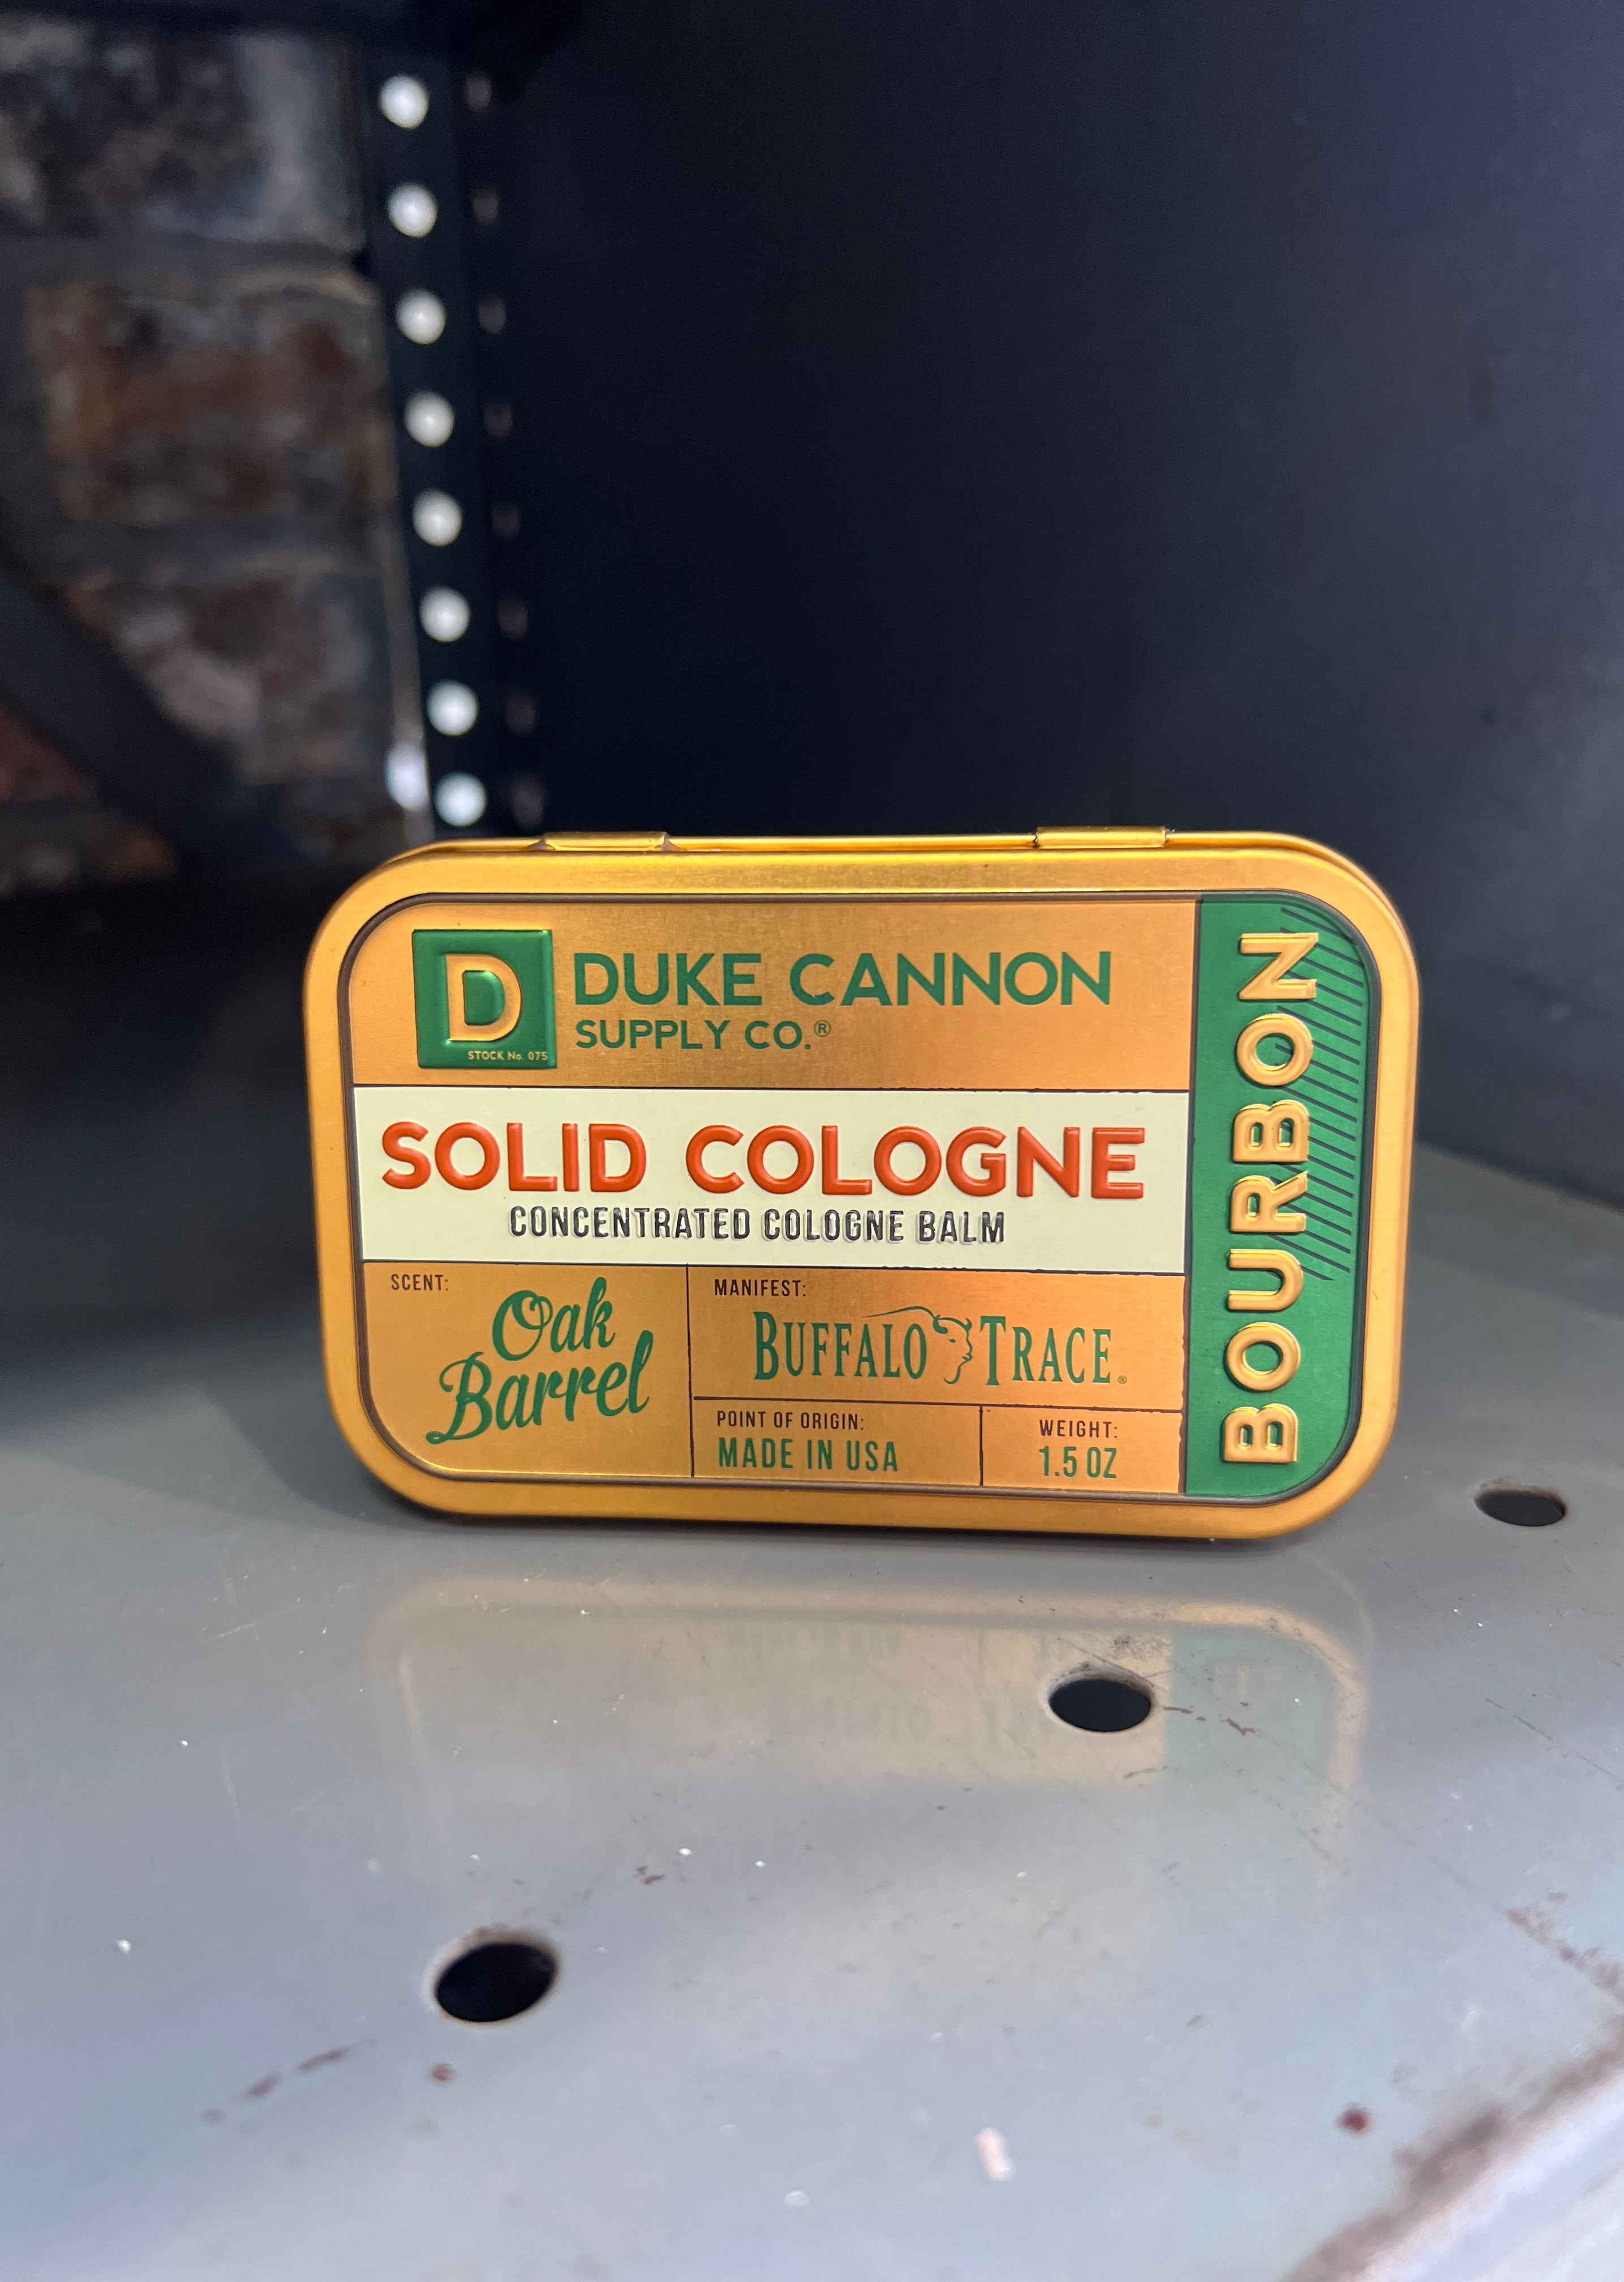 D
STOCK No. 075
DUKE CANNON
SUPPLY CO.®
SOLID COLOGNE
CONCENTRATED COLOGNE BALM
SCENT:
Oak
Barrel
MANIFEST:
BUFFALO TRACE®
POINT OF ORIGIN:
MADE IN USA
WEIGHT:
1.5 OZ
BOURBON